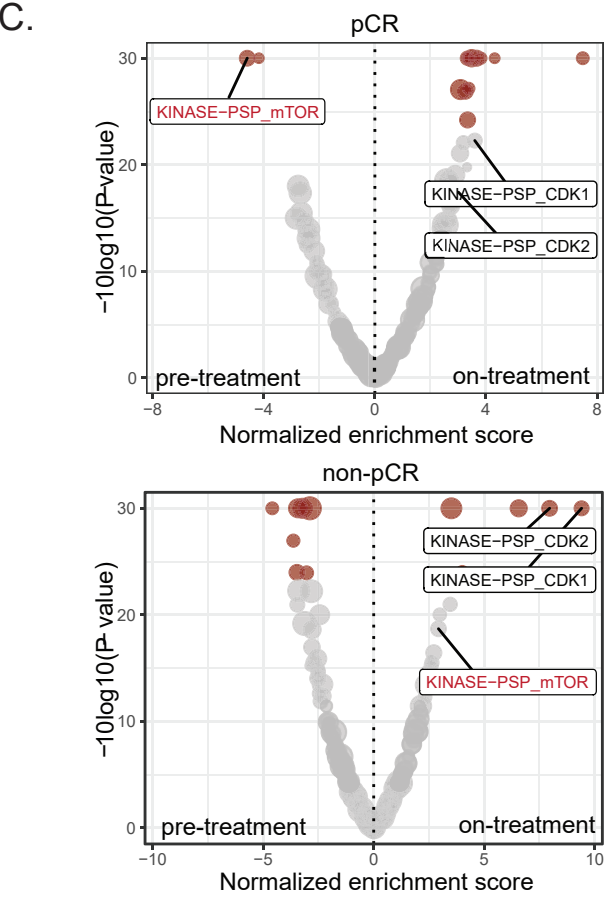 C.
pCR
30
KINASE−PSP_mTOR
20
KINASE−PSP_CDK1
KINASE−PSP_CDK2
10
0
pre-treatment
on-treatment
−10log10(P-value)
−8
−4
0
4
8
Normalized enrichment score
non-pCR
30
KINASE−PSP_CDK2
KINASE−PSP_CDK1
20
KINASE−PSP_mTOR
10
0
pre-treatment
on-treatment
−10log10(P- value)
−10
−5
0
5
10
Normalized enrichment score